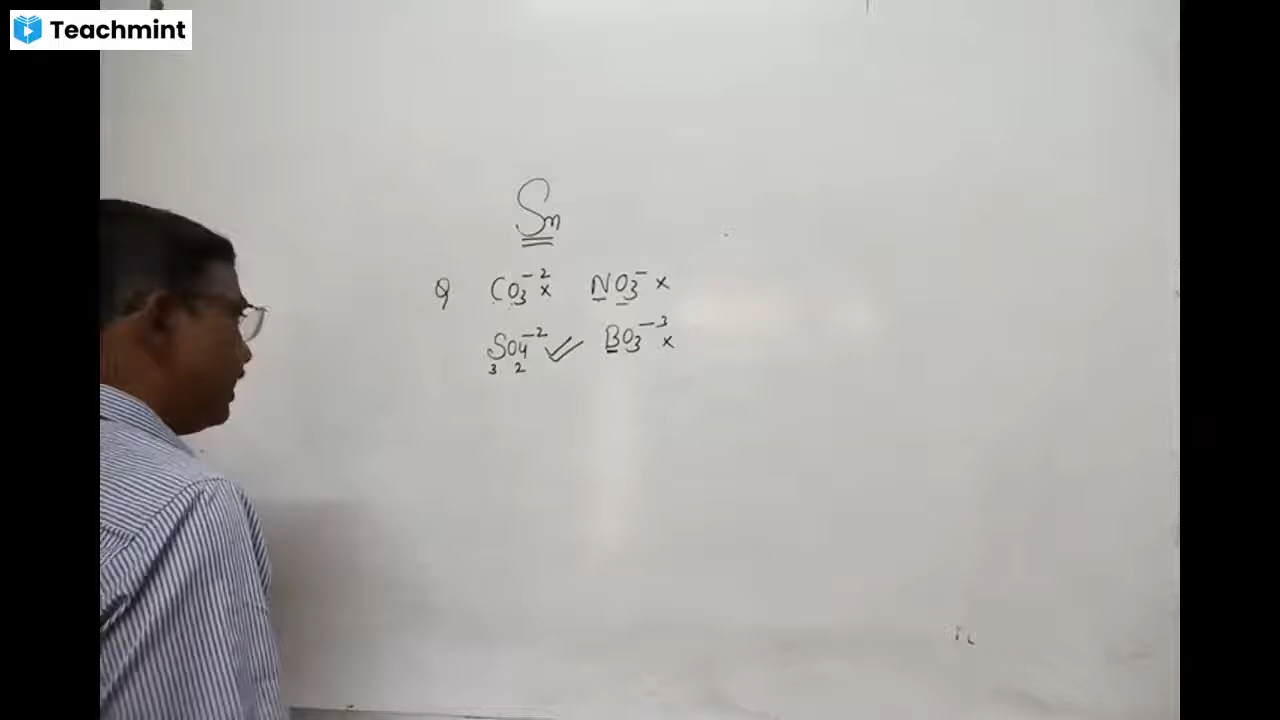 Teachmint
Sn
Q CO3^-2 x NO3^- x
SO4^-2 ✓ BO3^-3 x
3 2